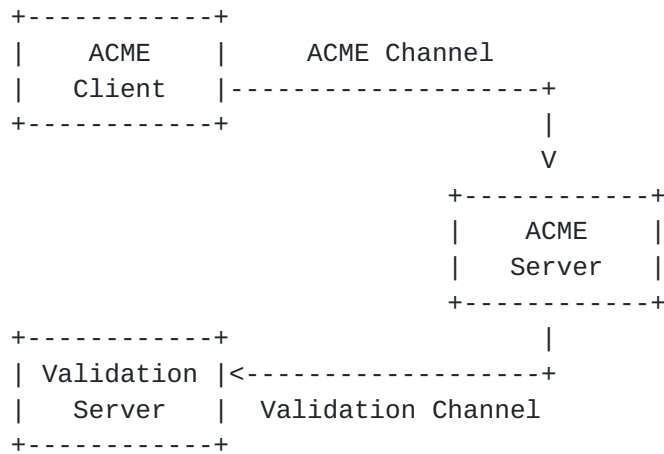 +------------+
|    ACME    |     ACME Channel
|   Client   |--------------------+
+------------+                    |
                                  V
                            +------------+
                            |    ACME    |
                            |   Server   |
                            +------------+
+------------+                    |
| Validation |<-------------------+
|   Server   |  Validation Channel
+------------+